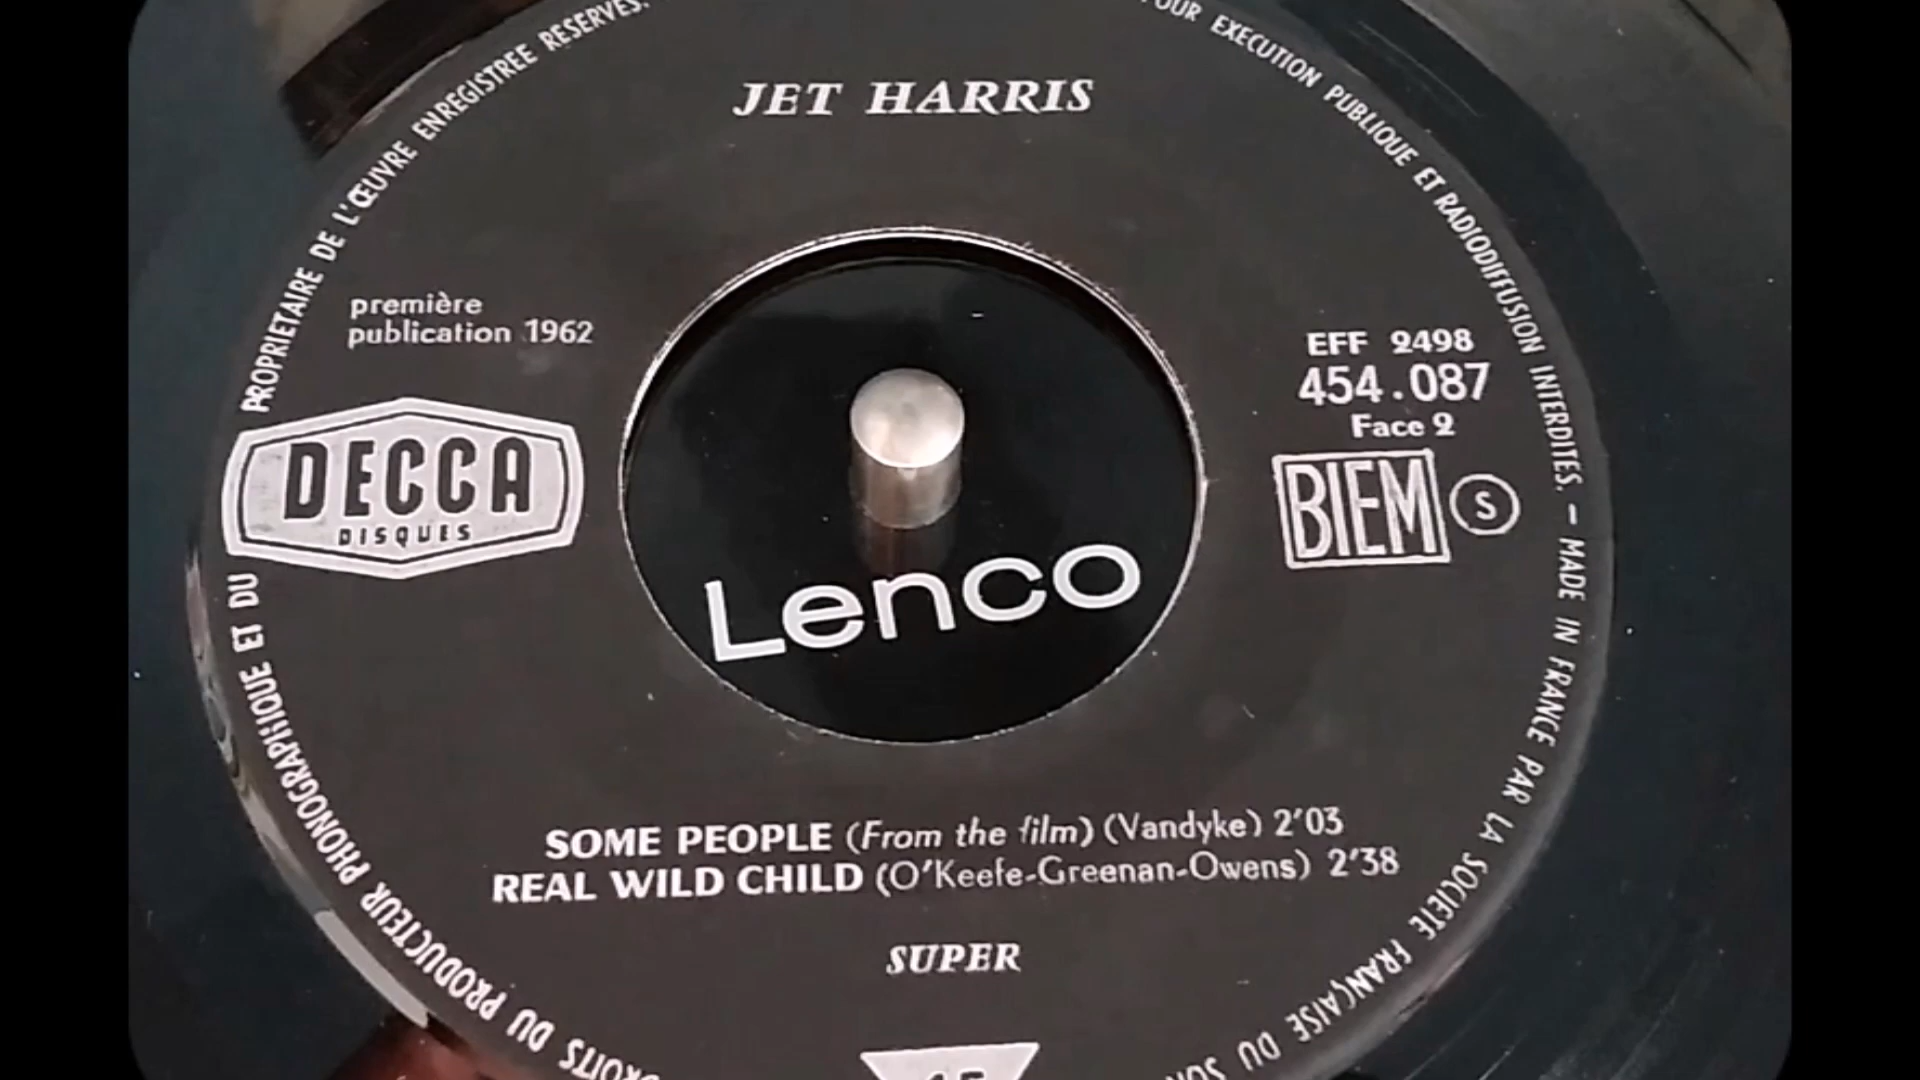 JET HARRIS
première
publication 1962
DECCA
DISQUES
EFF 2498
454.087
Face 2
BIEM S
Lenco
SOME PEOPLE (From the film) (Vandyke) 2'03
REAL WILD CHILD (O'Keefe-Greenan-Owens) 2'38
SUPER
45
DROITS DU PRODUCTEUR PHONOGRAPHIQUE ET DU PROPRIETAIRE DE L'ŒUVRE ENREGISTREE RESERVES.
POUR EXECUTION PUBLIQUE ET RADIODIFFUSION INTERDITES. - MADE IN FRANCE PAR LA SOCIETE FRANÇAISE DU SON